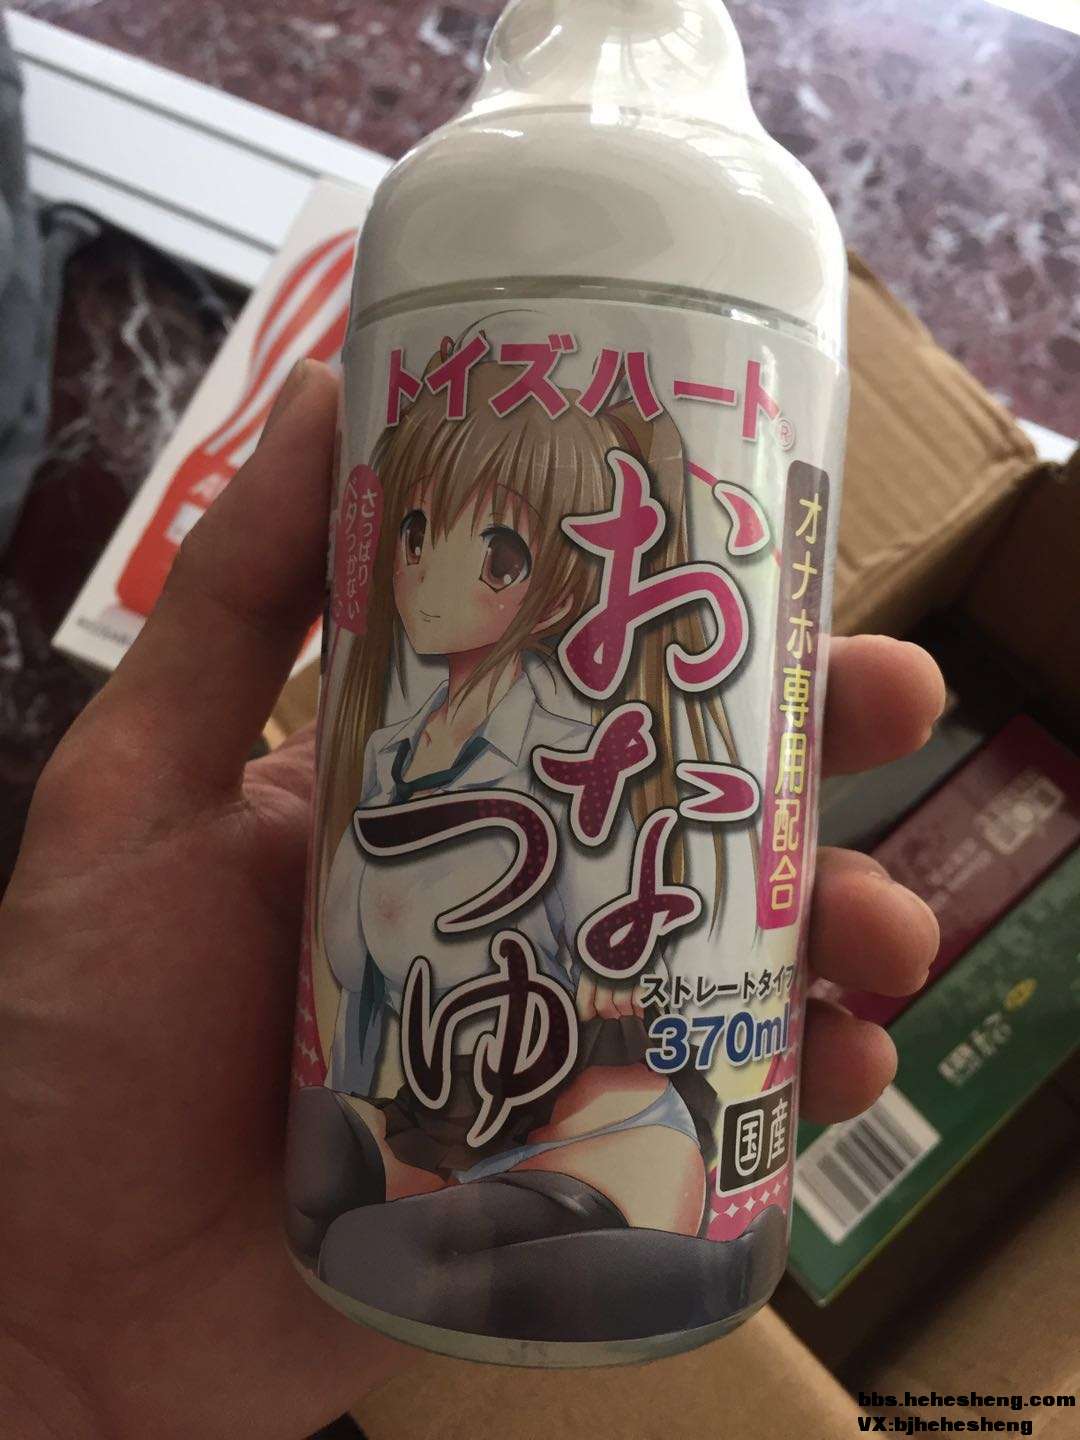 トイズハート®
さっぱり
ベタつかない
おなつゆ
オナホ専用配合
ストレートタイプ
370ml
国産
bbs.hehesheng.com
VX:bjhehesheng